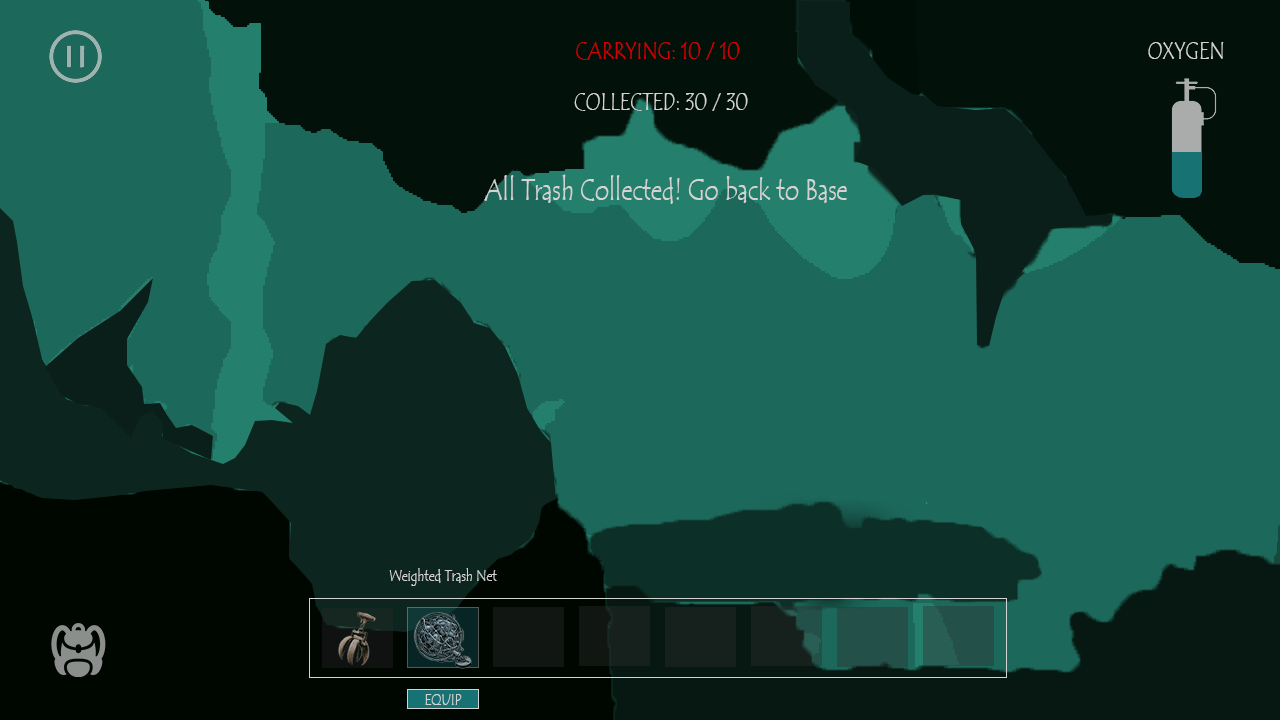 CARRYING: 10 / 10
OXYGEN
COLLECTED: 30 / 30
All Trash Collected! Go back to Base
Weighted Trash Net
EQUIP